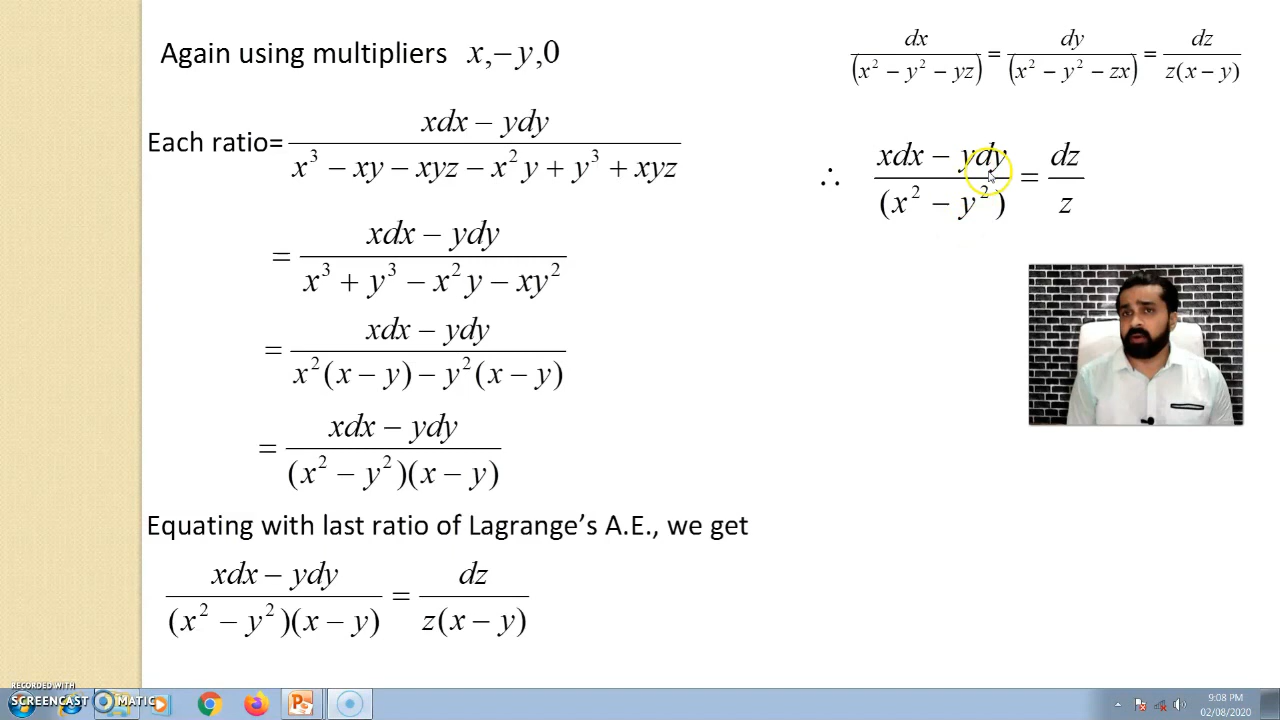 Again using multipliers x,−y,0
dx/(x² − y² − yz) = dy/(x² − y² − zx) = dz/z(x − y)
Each ratio= xdx − ydy / x³ − xy − xyz − x²y + y³ + xyz
∴ xdx − ydy / (x² − y²) = dz / z
= xdx − ydy / x³ + y³ − x²y − xy²
= xdx − ydy / x²(x − y) − y²(x − y)
= xdx − ydy / (x² − y²)(x − y)
Equating with last ratio of Lagrange’s A.E., we get
xdx − ydy / (x² − y²)(x − y) = dz / z(x − y)
RECORDED WITH
SCREENCAST MATIC
9:08 PM
02/08/2020